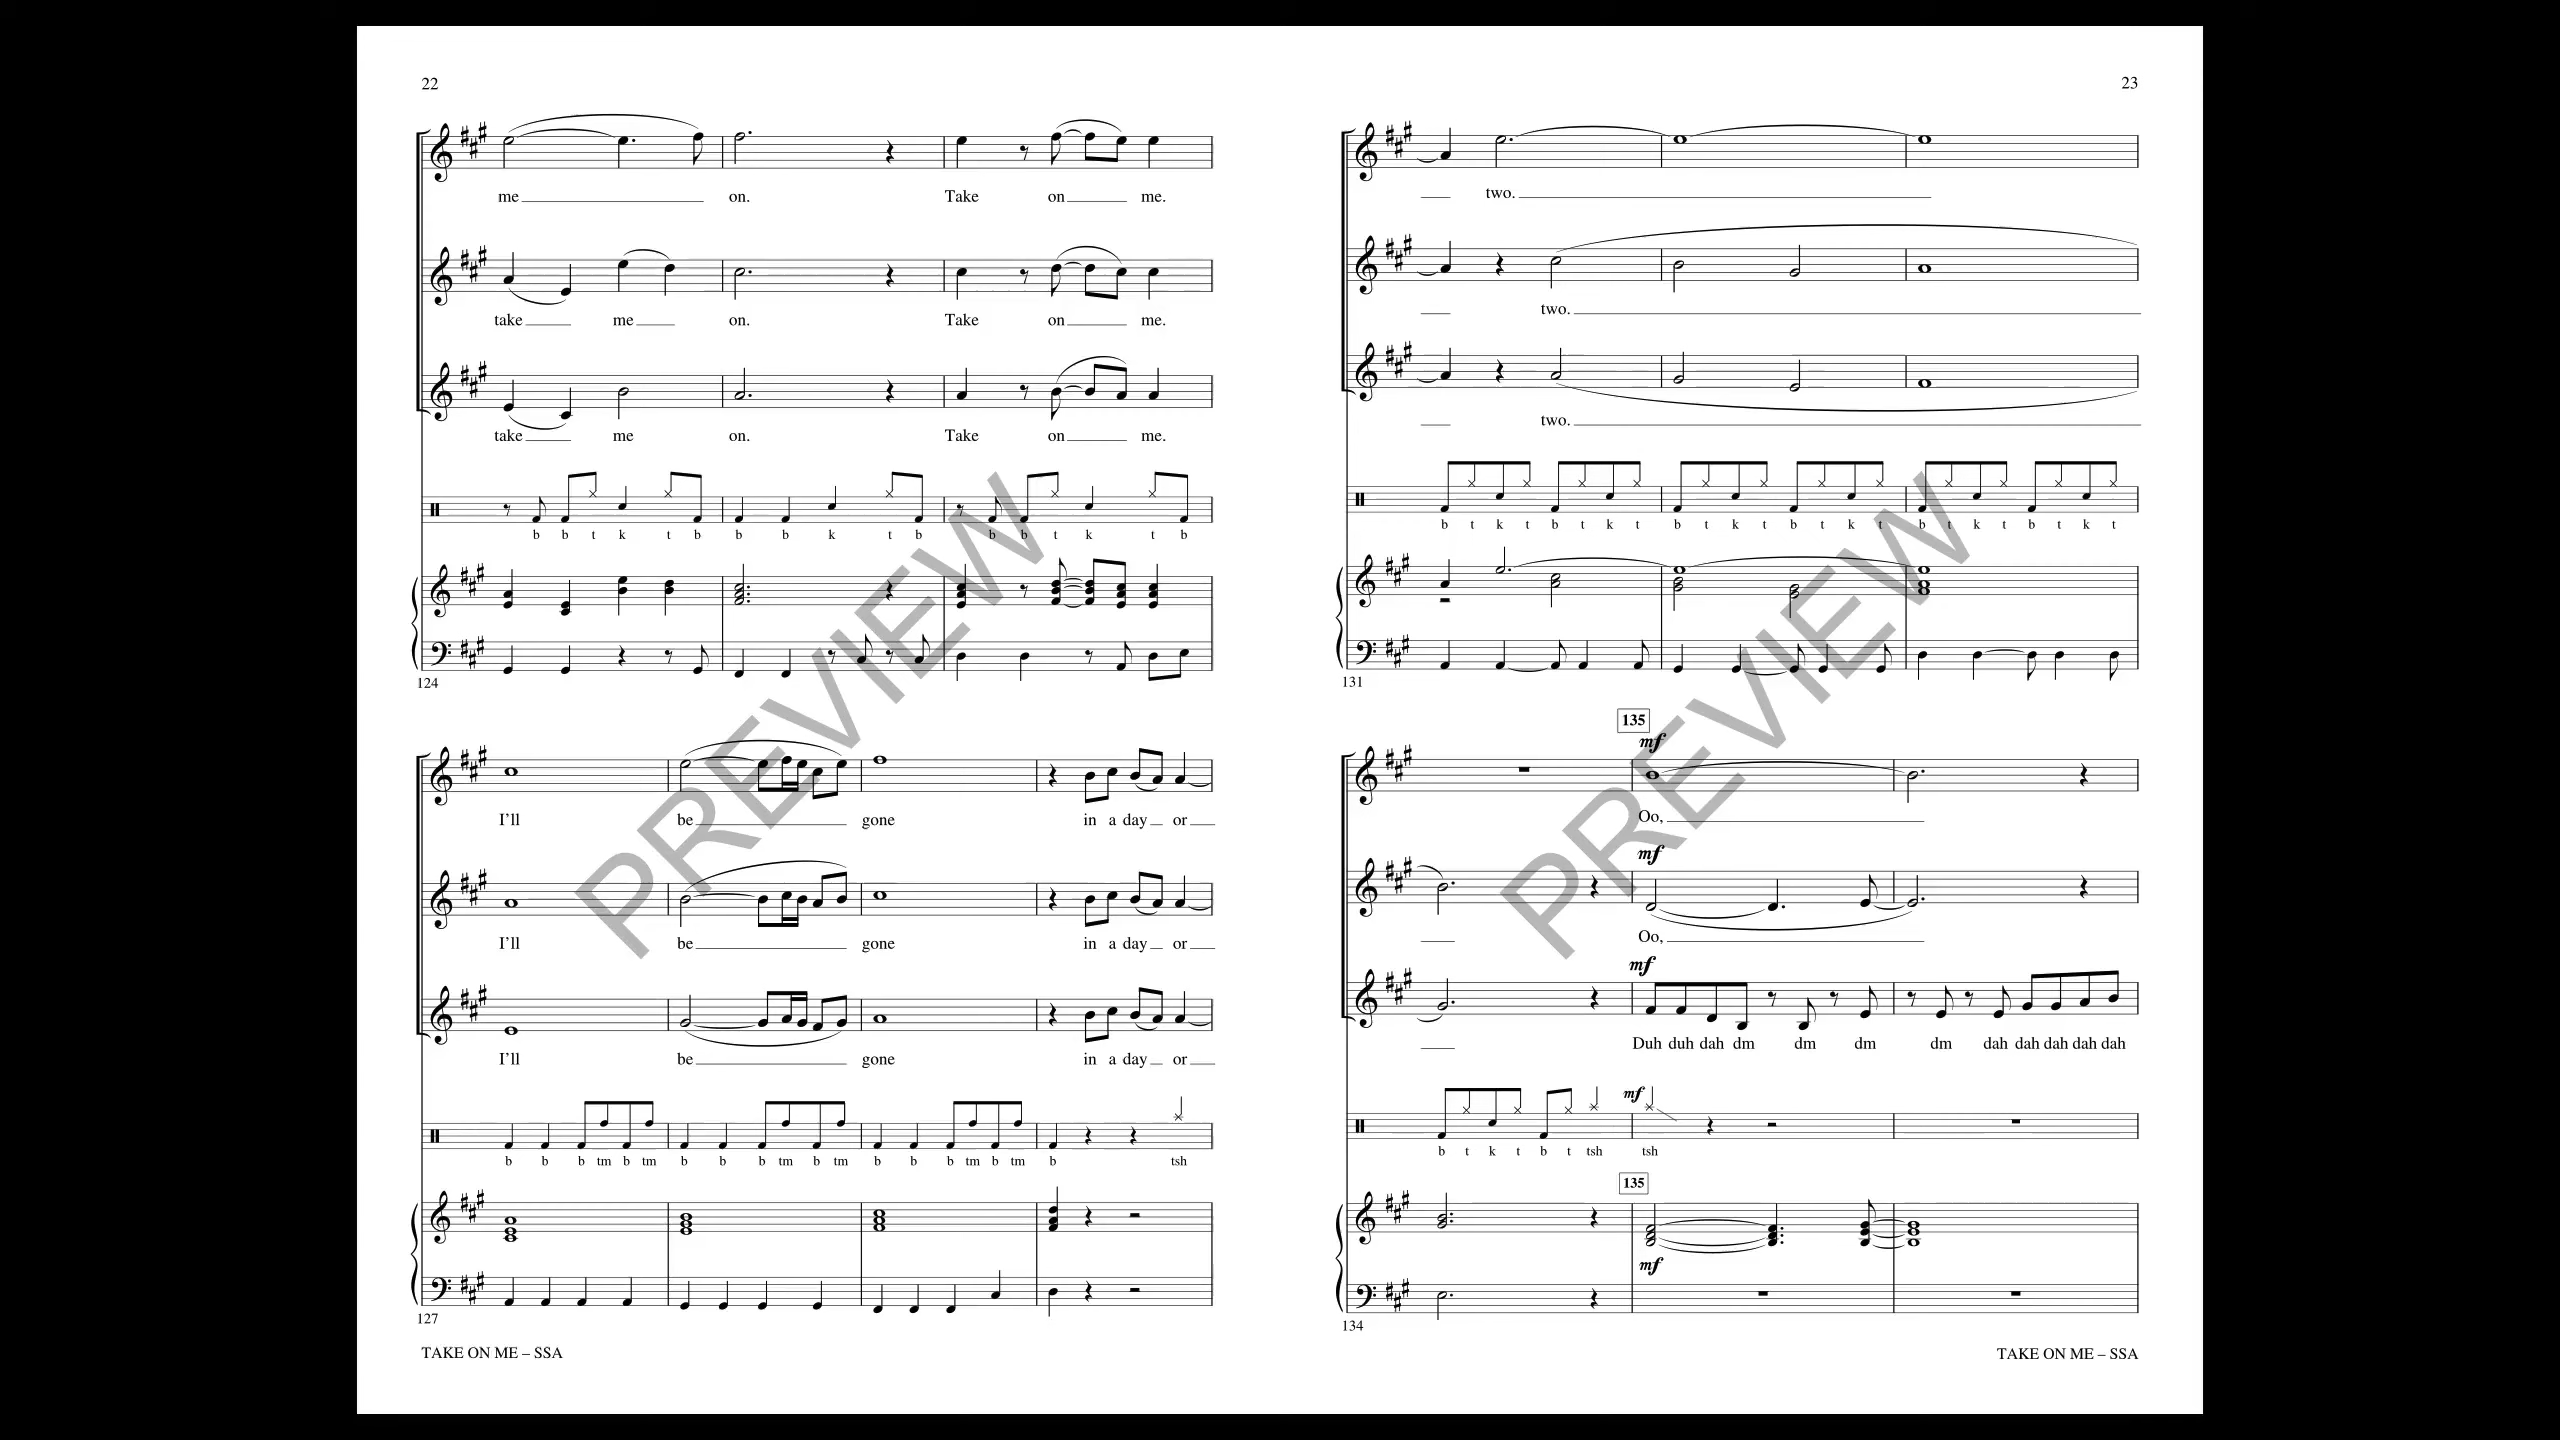 22
me on. Take on me.
take me on. Take on me.
take me on. Take on me.
b b t k t b b b k t b b b t k t b
124
I'll be gone in a day or
I'll be gone in a day or
I'll be gone in a day or
b b b tm b tm b b b tm b tm b b b tm b tm b tsh
127
TAKE ON ME – SSA
PREVIEW
23
two.
two.
two.
b t k t b t k t b t k t b t k t b t k t b t k t
131
135
mf
Oo,
mf
Oo,
mf
Duh duh dah dm dm dm dm dah dah dah dah dah
mf
b t k t b t tsh tsh
135
mf
134
TAKE ON ME – SSA
PREVIEW